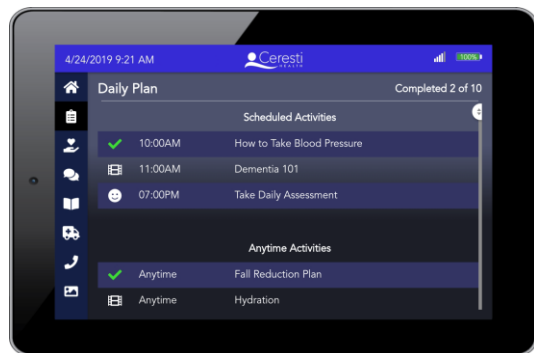 4/24/2019 9:21 AM Ceresti HEALTH 100%
Daily Plan Completed 2 of 10
Scheduled Activities
10:00AM How to Take Blood Pressure
11:00AM Dementia 101
07:00PM Take Daily Assessment
Anytime Activities
Anytime Fall Reduction Plan
Anytime Hydration